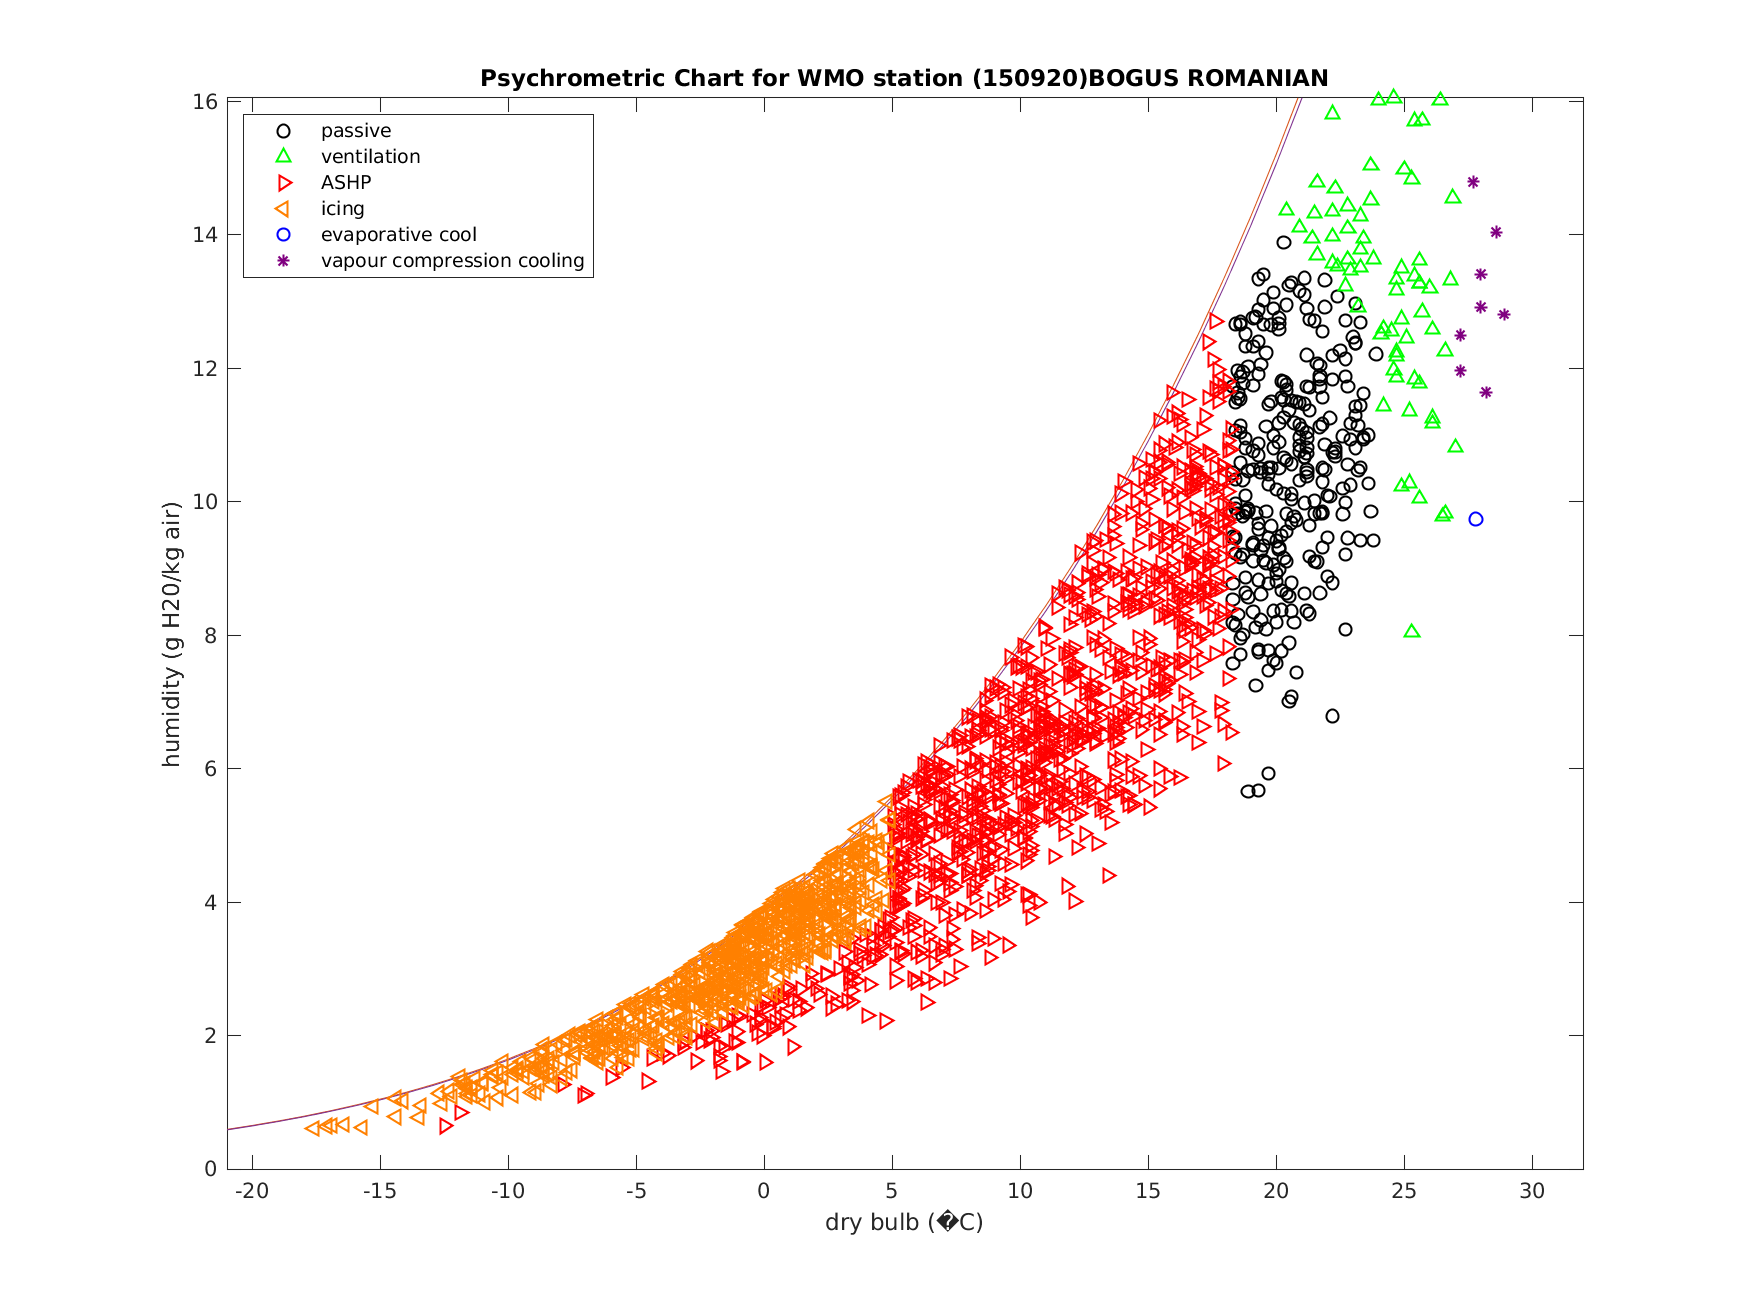 Psychrometric Chart for WMO station (150920)BOGUS ROMANIAN
passive
ventilation
ASHP
icing
evaporative cool
vapour compression cooling
humidity (g H20/kg air)
16
14
12
10
8
6
4
2
0
-20 -15 -10 -5 0 5 10 15 20 25 30
dry bulb (�C)